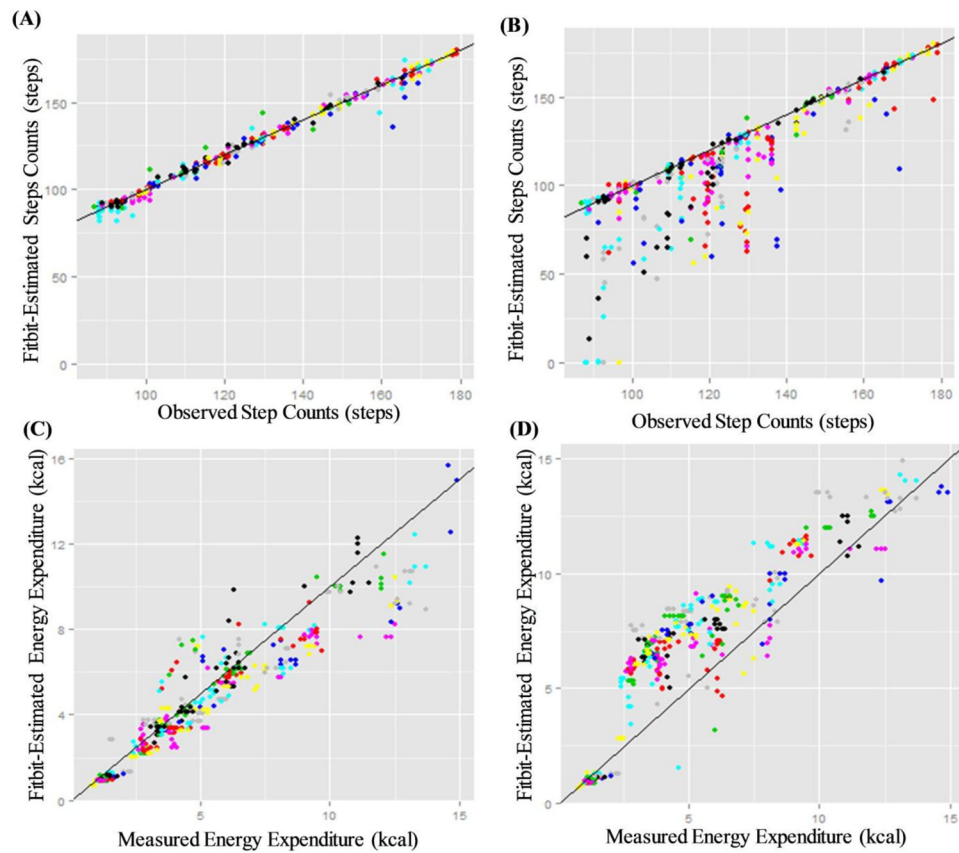 (A)
Fitbit-Estimated Steps Counts (steps)
150
100
50
0
100 120 140 160 180
Observed Step Counts (steps)
(B)
Fitbit-Estimated Steps Counts (steps)
150
100
50
0
100 120 140 160 180
Observed Step Counts (steps)
(C)
Fitbit-Estimated Energy Expenditure (kcal)
16
12
8
4
0
5 10 15
Measured Energy Expenditure (kcal)
(D)
Fitbit-Estimated Energy Expenditure (kcal)
15
10
5
0
5 10 15
Measured Energy Expenditure (kcal)